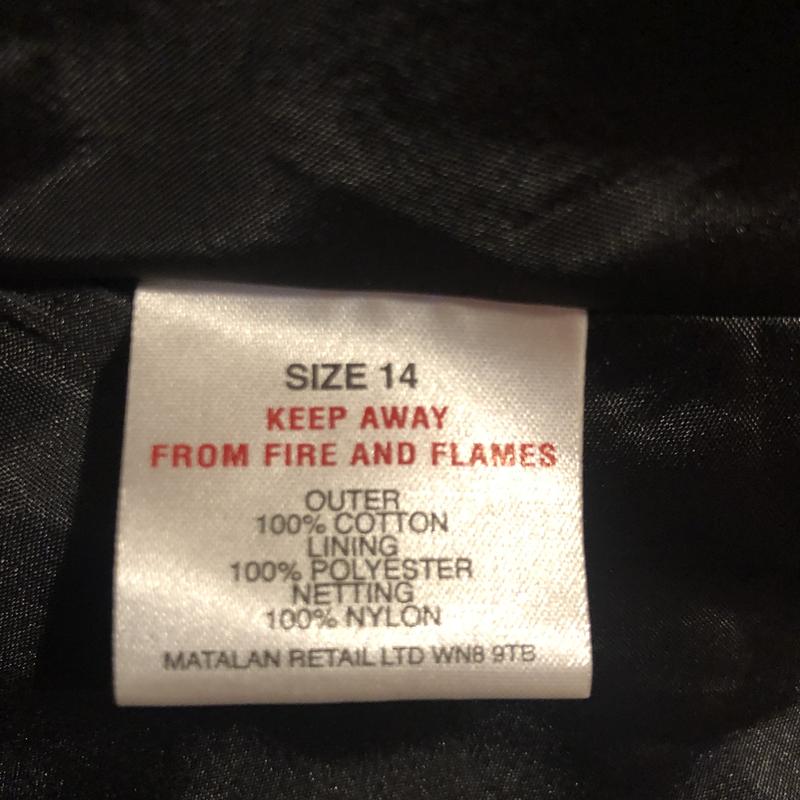 SIZE 14
KEEP AWAY
FROM FIRE AND FLAMES
OUTER
100% COTTON
LINING
100% POLYESTER
NETTING
100% NYLON
MATALAN RETAIL LTD WN8 9TB